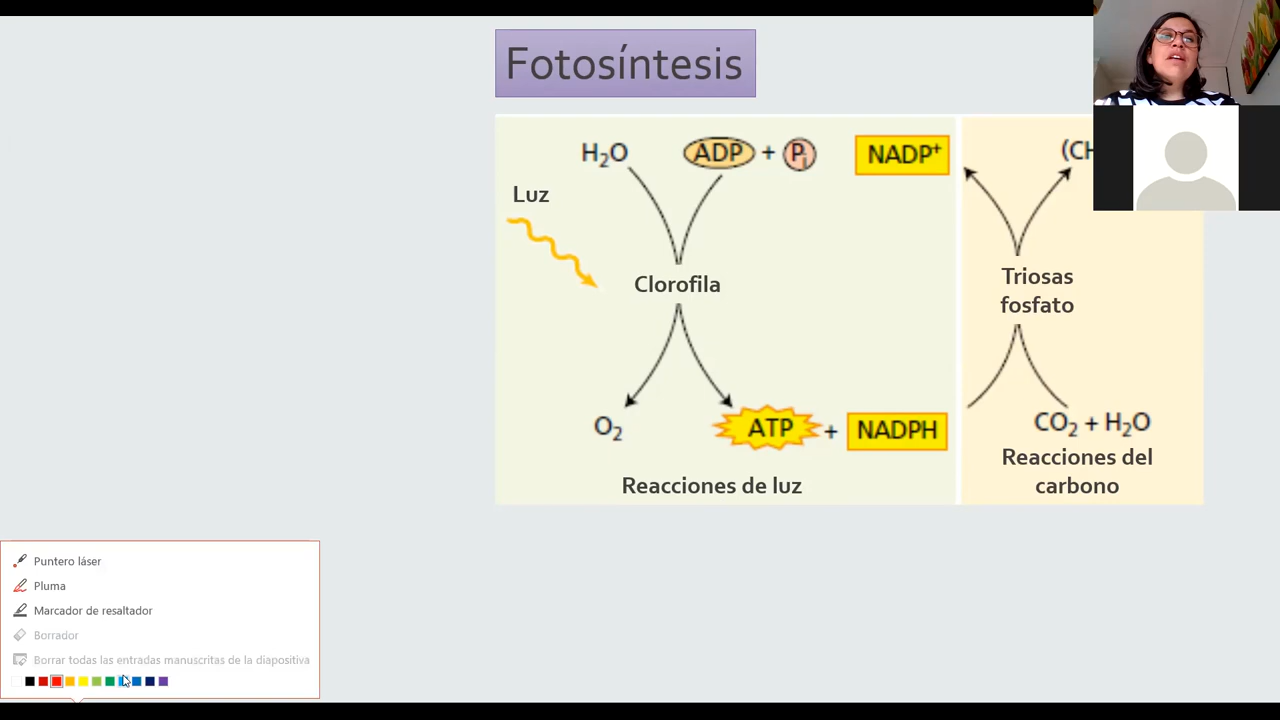 Fotosíntesis
H₂O ADP + Pi NADP⁺ (CH
Luz
Clorofila
Triosas
fosfato
O₂ ATP + NADPH CO₂ + H₂O
Reacciones de luz
Reacciones del
carbono
Puntero láser
Pluma
Marcador de resaltador
Borrador
Borrar todas las entradas manuscritas de la diapositiva